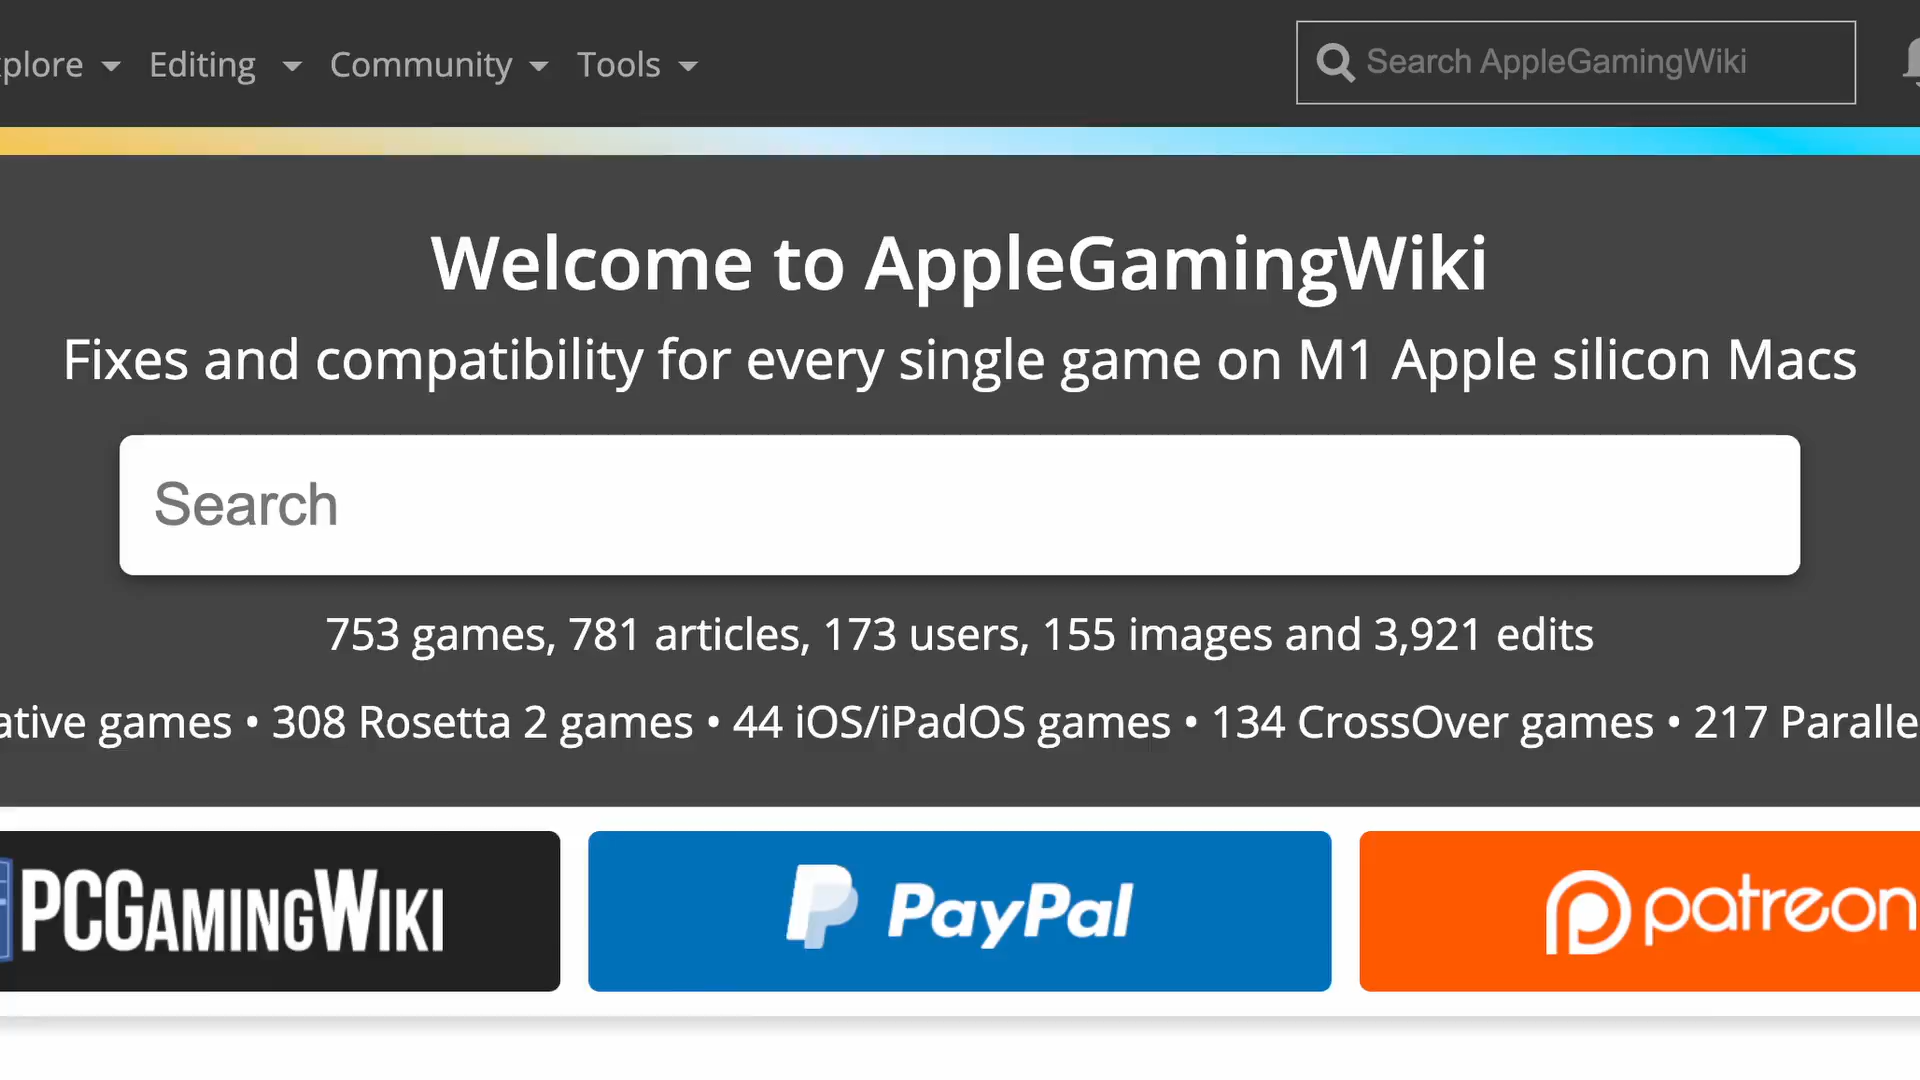 plore Editing Community Tools Search AppleGamingWiki
Welcome to AppleGamingWiki
Fixes and compatibility for every single game on M1 Apple silicon Macs
Search
753 games, 781 articles, 173 users, 155 images and 3,921 edits
ative games • 308 Rosetta 2 games • 44 iOS/iPadOS games • 134 CrossOver games • 217 Paralle
PCGamingWiki PayPal patreon